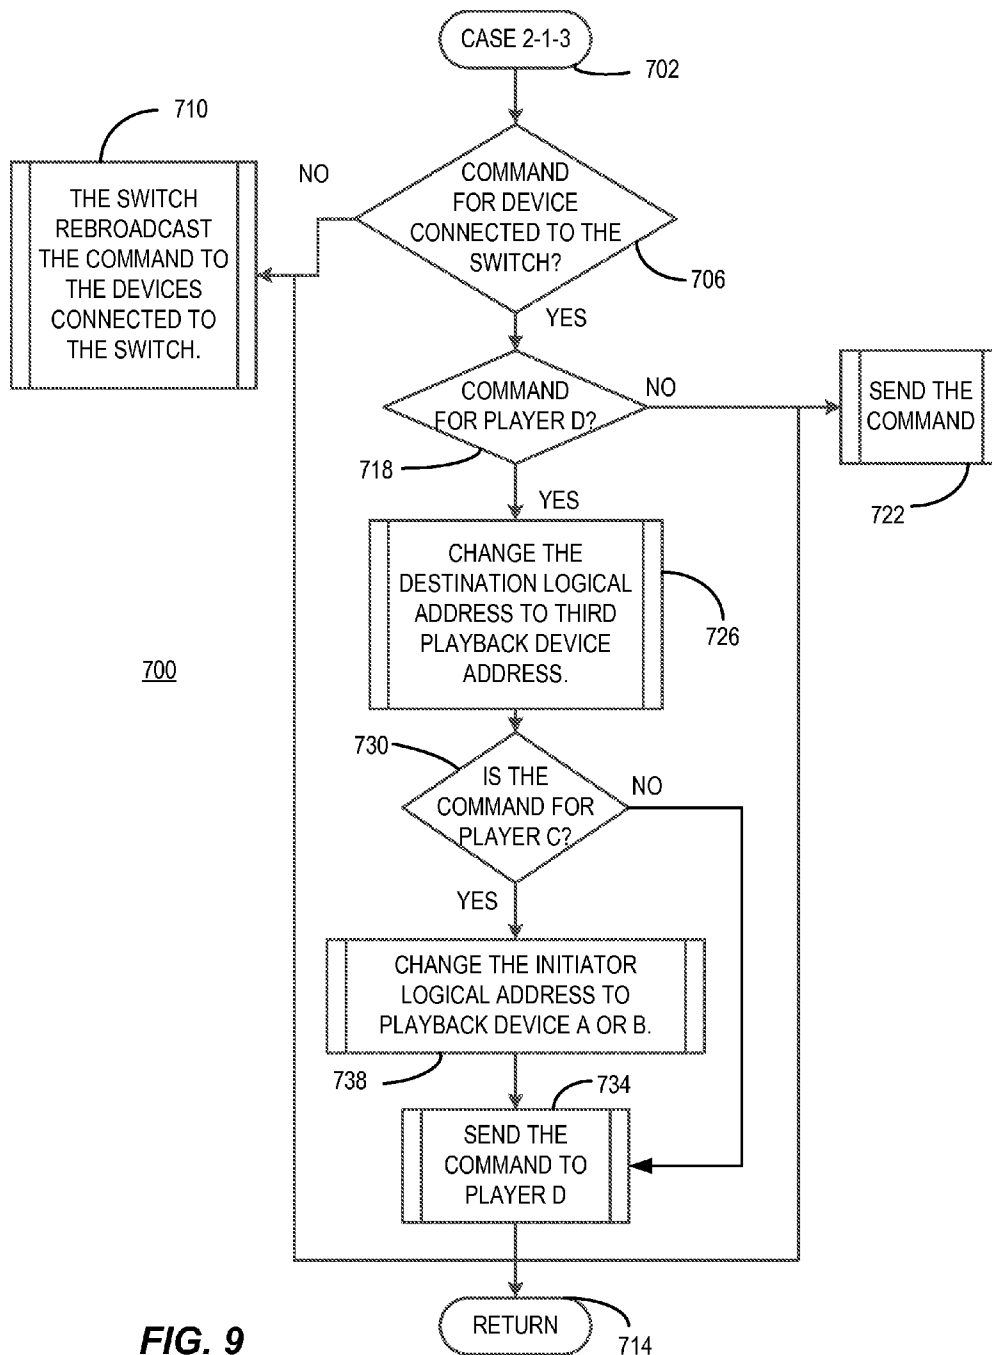 CASE 2-1-3
702
710
NO
THE SWITCH
REBROADCAST
THE COMMAND TO
THE DEVICES
CONNECTED TO
THE SWITCH.
COMMAND
FOR DEVICE
CONNECTED TO THE
SWITCH?
706
YES
COMMAND
FOR PLAYER D?
NO
718
SEND THE
COMMAND
722
YES
CHANGE THE
DESTINATION LOGICAL
ADDRESS TO THIRD
PLAYBACK DEVICE
ADDRESS.
726
700
730
IS THE
COMMAND FOR
PLAYER C?
NO
YES
CHANGE THE INITIATOR
LOGICAL ADDRESS TO
PLAYBACK DEVICE A OR B.
738
734
SEND THE
COMMAND TO
PLAYER D
RETURN
714
FIG. 9